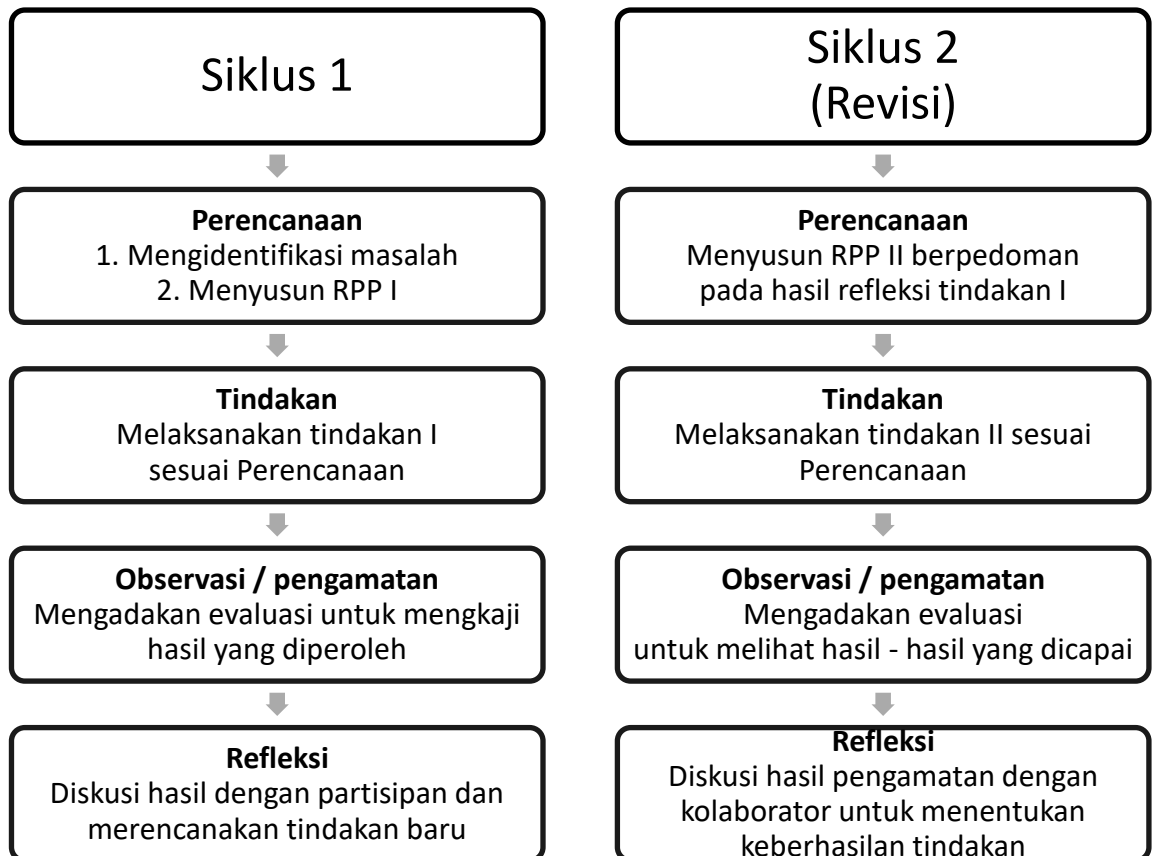 Siklus 1
Perencanaan
1. Mengidentifikasi masalah
2. Menyusun RPP I
Tindakan
Melaksanakan tindakan I
sesuai Perencanaan
Observasi / pengamatan
Mengadakan evaluasi untuk mengkaji
hasil yang diperoleh
Refleksi
Diskusi hasil dengan partisipan dan
merencanakan tindakan baru
Siklus 2
(Revisi)
Perencanaan
Menyusun RPP II berpedoman
pada hasil refleksi tindakan I
Tindakan
Melaksanakan tindakan II sesuai
Perencanaan
Observasi / pengamatan
Mengadakan evaluasi
untuk melihat hasil - hasil yang dicapai
Refleksi
Diskusi hasil pengamatan dengan
kolaborator untuk menentukan
keberhasilan tindakan